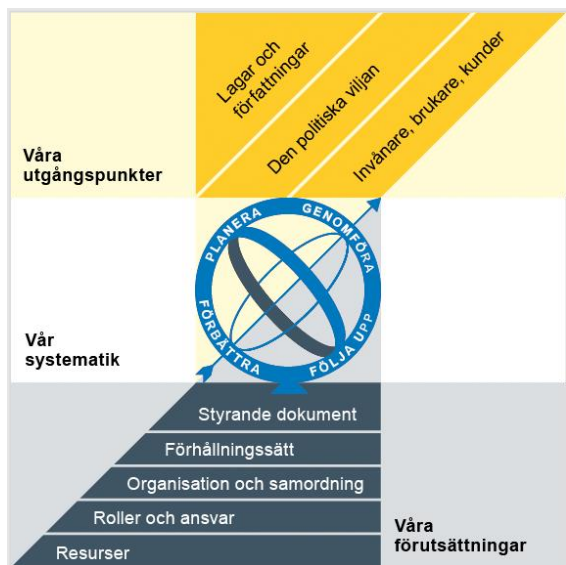 Lagar och
författningar
Den politiska viljan
Invånare, brukare, kunder
Våra
utgångspunkter
PLANERA
GENOMFÖRA
FÖLJA UPP
FÖRBÄTTRA
Vår
systematik
Styrande dokument
Förhållningssätt
Organisation och samordning
Roller och ansvar
Resurser
Våra
förutsättningar